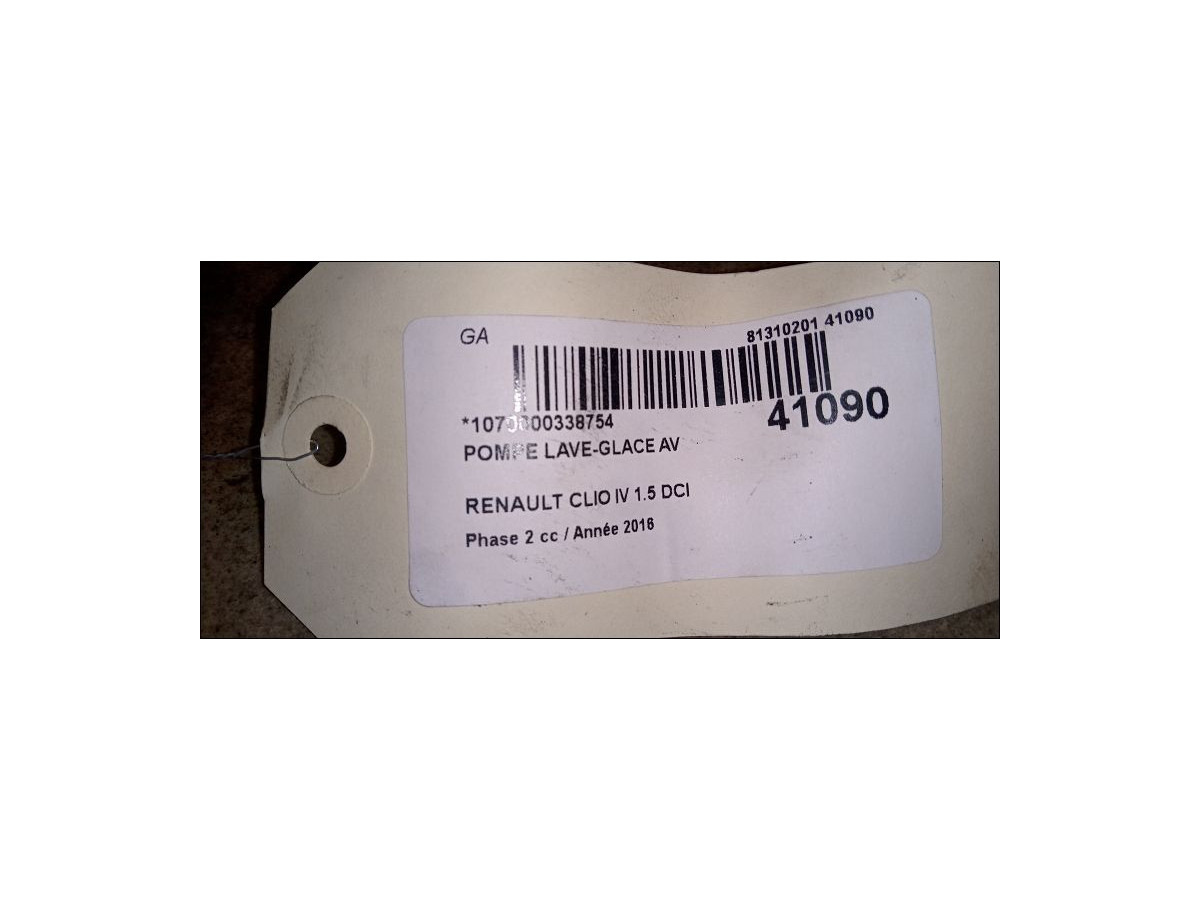 GA
81310201 41090
*1070000338754
41090
POMPE LAVE-GLACE AV
RENAULT CLIO IV 1.5 DCI
Phase 2 cc / Année 2016